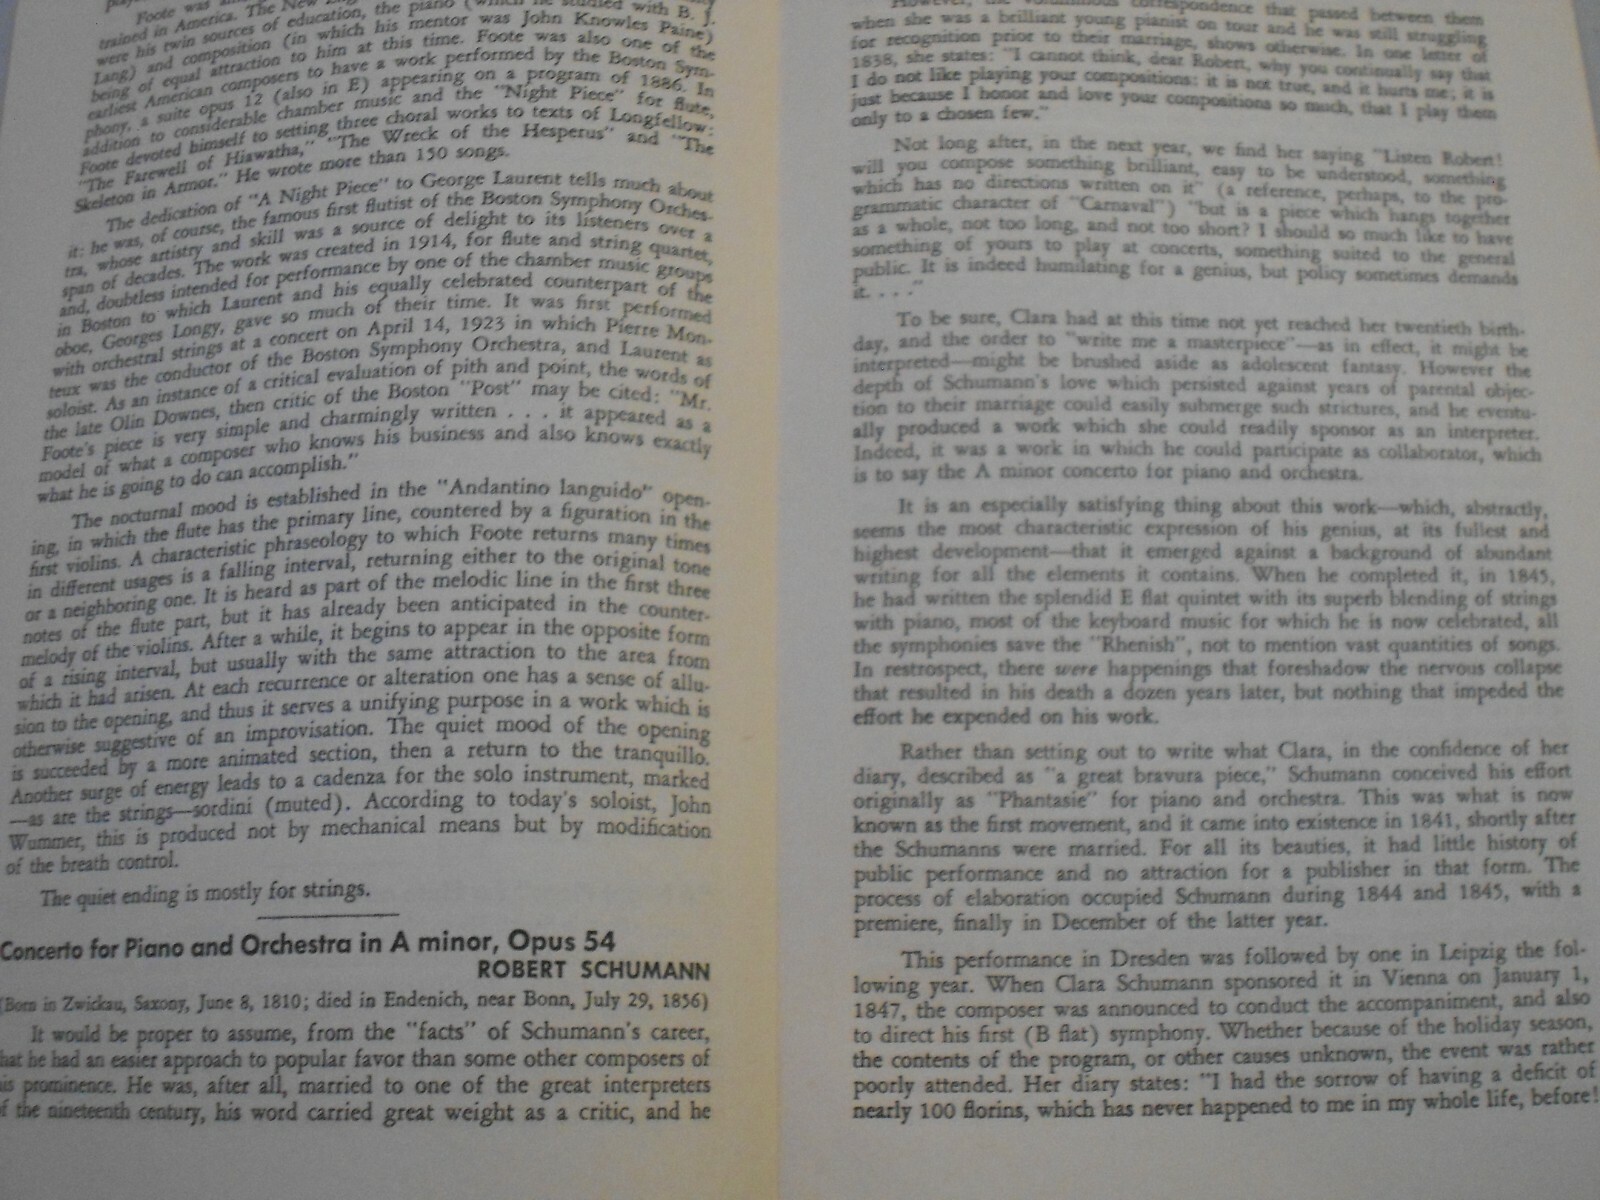 Foote was
trained in America. The New
were his twin sources of education, the piano (which he studied with B. J.
Lang) and composition (in which his mentor was John Knowles Paine)
being of equal attraction to him at this time. Foote was also one of the
earliest American composers to have a work performed by the Boston Sym-
phony, a suite opus 12 (also in E) appearing on a program of 1886. In
addition to considerable chamber music and the "Night Piece" for flute,
Foote devoted himself to setting three choral works to texts of Longfellow:
"The Farewell of Hiawatha," "The Wreck of the Hesperus" and "The
Skeleton in Armor." He wrote more than 150 songs.
The dedication of "A Night Piece" to George Laurent tells much about
it: he was, of course, the famous first flutist of the Boston Symphony Orches-
tra, whose artistry and skill was a source of delight to its listeners over a
span of decades. The work was created in 1914, for flute and string quartet,
and, doubtless intended for performance by one of the chamber music groups
in Boston to which Laurent and his equally celebrated counterpart of the
oboe, Georges Longy, gave so much of their time. It was first performed
with orchestral strings at a concert on April 14, 1923 in which Pierre Mon-
teux was the conductor of the Boston Symphony Orchestra, and Laurent as
soloist. As an instance of a critical evaluation of pith and point, the words of
the late Olin Downes, then critic of the Boston "Post" may be cited: "Mr.
Foote's piece is very simple and charmingly written . . . it appeared as a
model of what a composer who knows his business and also knows exactly
what he is going to do can accomplish."
The nocturnal mood is established in the "Andantino languido" open-
ing, in which the flute has the primary line, countered by a figuration in the
first violins. A characteristic phraseology to which Foote returns many times
in different usages is a falling interval, returning either to the original tone
or a neighboring one. It is heard as part of the melodic line in the first three
notes of the flute part, but it has already been anticipated in the counter-
melody of the violins. After a while, it begins to appear in the opposite form
of a rising interval, but usually with the same attraction to the area from
which it had arisen. At each recurrence or alteration one has a sense of allu-
sion to the opening, and thus it serves a unifying purpose in a work which is
otherwise suggestive of an improvisation. The quiet mood of the opening
is succeeded by a more animated section, then a return to the tranquillo.
Another surge of energy leads to a cadenza for the solo instrument, marked
—as are the strings—sordini (muted). According to today's soloist, John
Wummer, this is produced not by mechanical means but by modification
of the breath control.
The quiet ending is mostly for strings.
Concerto for Piano and Orchestra in A minor, Opus 54
ROBERT SCHUMANN
(Born in Zwickau, Saxony, June 8, 1810; died in Endenich, near Bonn, July 29, 1856)
It would be proper to assume, from the "facts" of Schumann's career,
hat he had an easier approach to popular favor than some other composers of
is prominence. He was, after all, married to one of the great interpreters
f the nineteenth century, his word carried great weight as a critic, and he
However, the voluminous correspondence that passed between them
when she was a brilliant young pianist on tour and he was still struggling
for recognition prior to their marriage, shows otherwise. In one letter of
1838, she states: "I cannot think, dear Robert, why you continually say that
I do not like playing your compositions: it is not true, and it hurts me; it is
just because I honor and love your compositions so much, that I play them
only to a chosen few."
Not long after, in the next year, we find her saying "Listen Robert!
will you compose something brilliant, easy to be understood, something
which has no directions written on it" (a reference, perhaps, to the pro-
grammatic character of "Carnaval") "but is a piece which hangs together
as a whole, not too long, and not too short? I should so much like to have
something of yours to play at concerts, something suited to the general
public. It is indeed humilating for a genius, but policy sometimes demands
it. . . ."
To be sure, Clara had at this time not yet reached her twentieth birth-
day, and the order to "write me a masterpiece"—as in effect, it might be
interpreted—might be brushed aside as adolescent fantasy. However the
depth of Schumann's love which persisted against years of parental objec-
tion to their marriage could easily submerge such strictures, and he eventu-
ally produced a work which she could readily sponsor as an interpreter.
Indeed, it was a work in which he could participate as collaborator, which
is to say the A minor concerto for piano and orchestra.
It is an especially satisfying thing about this work—which, abstractly,
seems the most characteristic expression of his genius, at its fullest and
highest development—that it emerged against a background of abundant
writing for all the elements it contains. When he completed it, in 1845,
he had written the splendid E flat quintet with its superb blending of strings
with piano, most of the keyboard music for which he is now celebrated, all
the symphonies save the "Rhenish", not to mention vast quantities of songs.
In restrospect, there were happenings that foreshadow the nervous collapse
that resulted in his death a dozen years later, but nothing that impeded the
effort he expended on his work.
Rather than setting out to write what Clara, in the confidence of her
diary, described as "a great bravura piece," Schumann conceived his effort
originally as "Phantasie" for piano and orchestra. This was what is now
known as the first movement, and it came into existence in 1841, shortly after
the Schumanns were married. For all its beauties, it had little history of
public performance and no attraction for a publisher in that form. The
process of elaboration occupied Schumann during 1844 and 1845, with a
premiere, finally in December of the latter year.
This performance in Dresden was followed by one in Leipzig the fol-
lowing year. When Clara Schumann sponsored it in Vienna on January 1,
1847, the composer was announced to conduct the accompaniment, and also
to direct his first (B flat) symphony. Whether because of the holiday season,
the contents of the program, or other causes unknown, the event was rather
poorly attended. Her diary states: "I had the sorrow of having a deficit of
nearly 100 florins, which has never happened to me in my whole life, before!